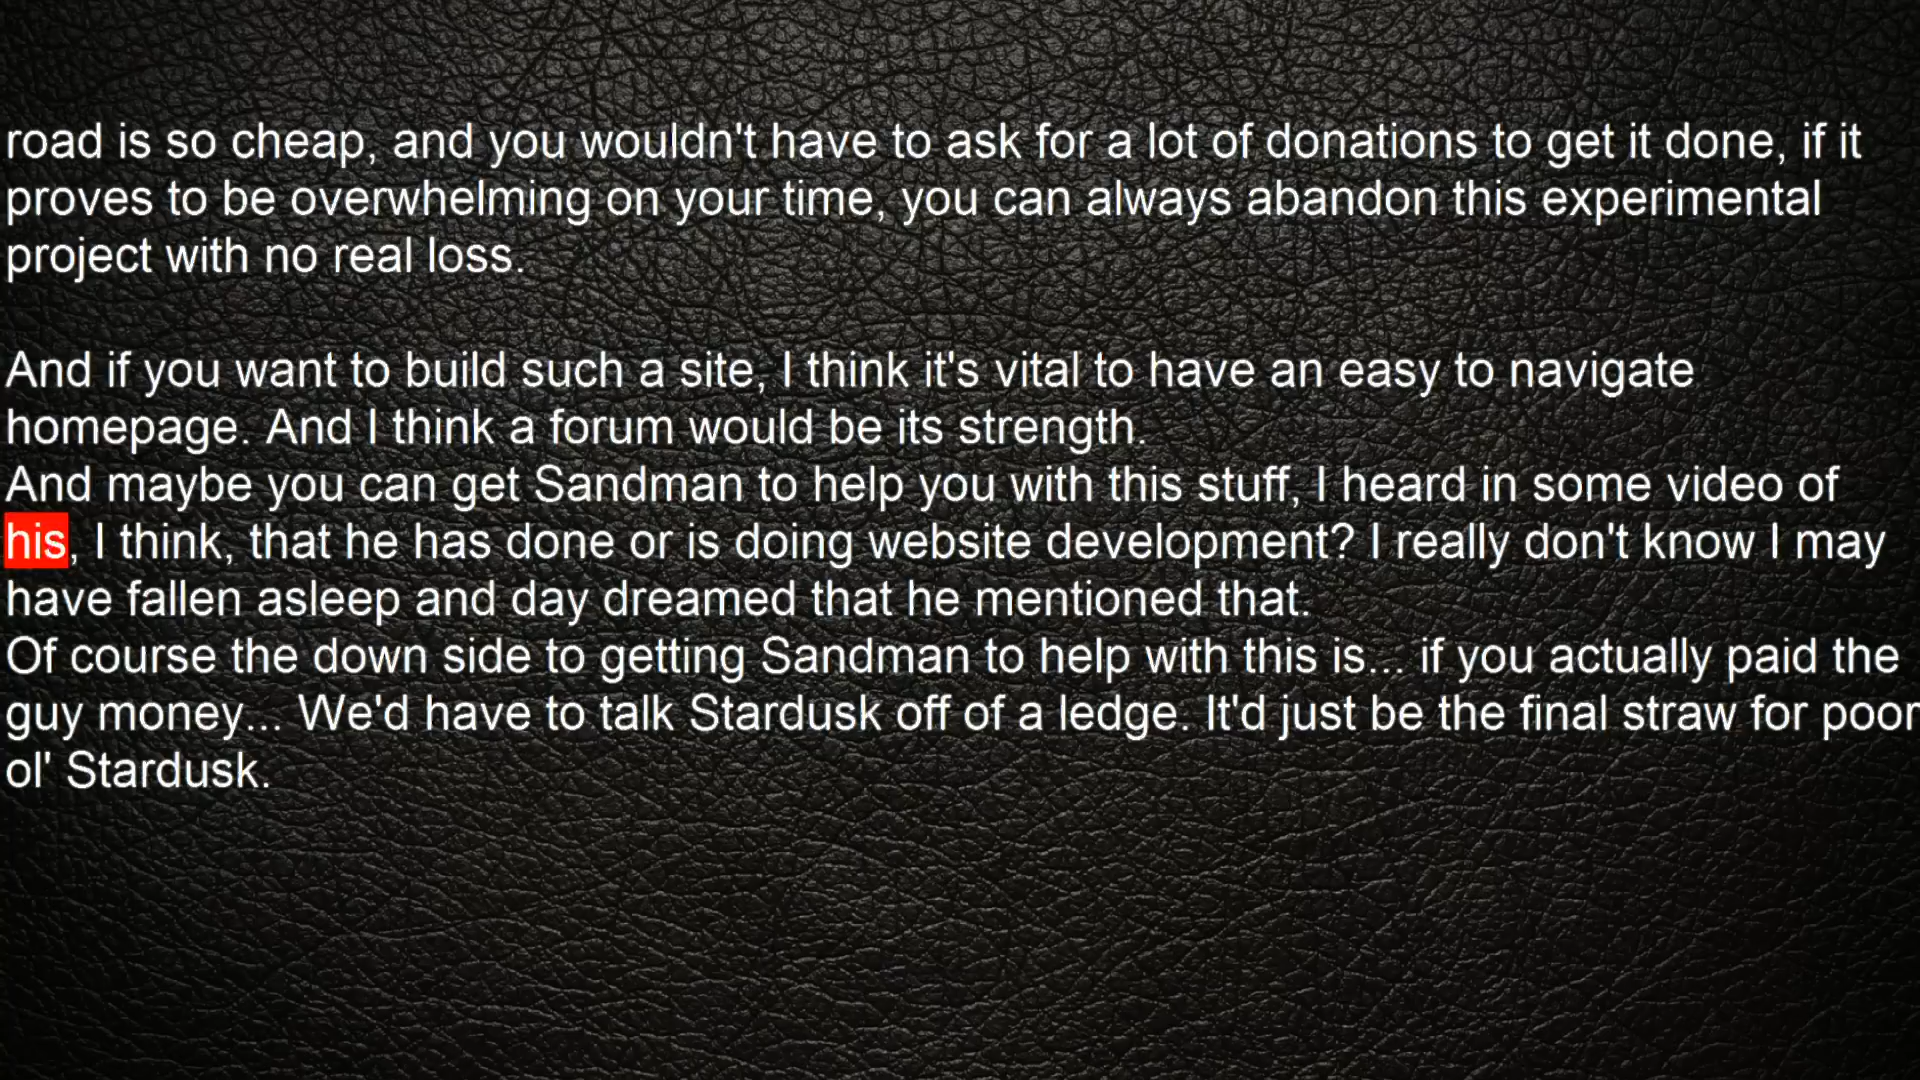 road is so cheap, and you wouldn't have to ask for a lot of donations to get it done, if it
proves to be overwhelming on your time, you can always abandon this experimental
project with no real loss.
And if you want to build such a site, I think it's vital to have an easy to navigate
homepage. And I think a forum would be its strength.
And maybe you can get Sandman to help you with this stuff, I heard in some video of
his, I think, that he has done or is doing website development? I really don't know I may
have fallen asleep and day dreamed that he mentioned that.
Of course the down side to getting Sandman to help with this is... if you actually paid the
guy money... We'd have to talk Stardusk off of a ledge. It'd just be the final straw for poor
ol' Stardusk.